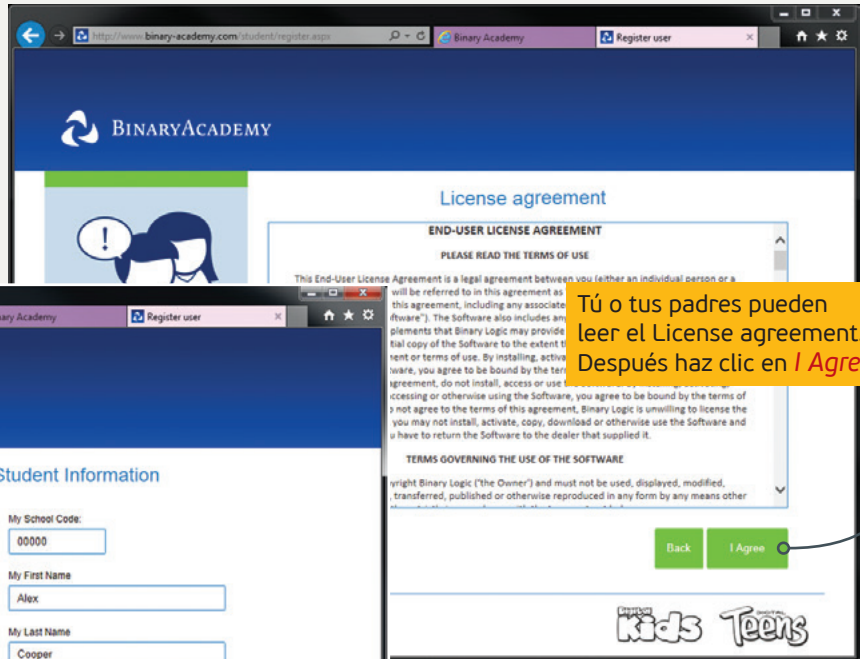 http://www.binary-academy.com/student/register.aspx
Binary Academy
Register user
BINARYACADEMY
License agreement
END-USER LICENSE AGREEMENT
PLEASE READ THE TERMS OF USE
This End-User License Agreement is a legal agreement between you (either an individual person or a
will be referred to in this agreement as
this agreement, including any associate
ftware"). The Software also includes any
plements that Binary Logic may provide
tial copy of the Software to the extent
ment or terms of use. By installing, activa
tware, you agree to be bound by the ter
agreement, do not install, access or use
accessing or otherwise using the Software, you agree to be bound by the terms of
not agree to the terms of this agreement, Binary Logic is unwilling to license the
you may not install, activate, copy, download or otherwise use the Software and
u have to return the Software to the dealer that supplied it.
TERMS GOVERNING THE USE OF THE SOFTWARE
yright Binary Logic ('the Owner') and must not be used, displayed, modified,
transferred, published or otherwise reproduced in any form by any means other
Back
I Agree
Kids
DIGITAL
Teens
Tú o tus padres pueden
leer el License agreement.
Después haz clic en I Agre
nary Academy
Register user
Student Information
My School Code:
00000
My First Name
Alex
My Last Name
Cooper